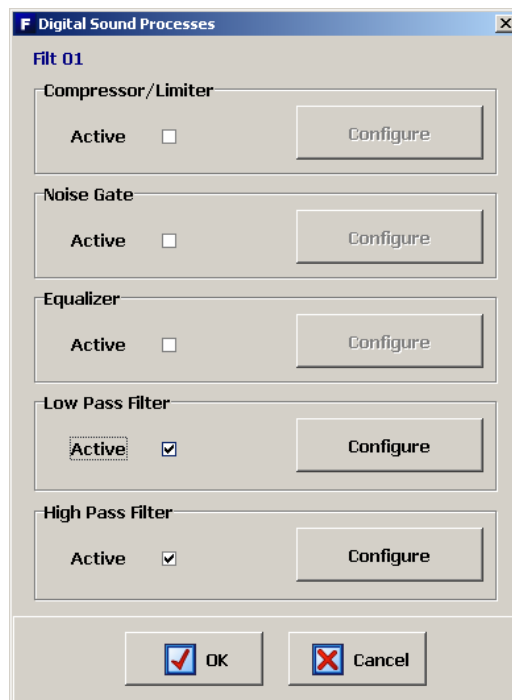 F Digital Sound Processes
Filt 01
Compressor/Limiter
Active Configure
Noise Gate
Active Configure
Equalizer
Active Configure
Low Pass Filter
Active Configure
High Pass Filter
Active Configure
OK Cancel